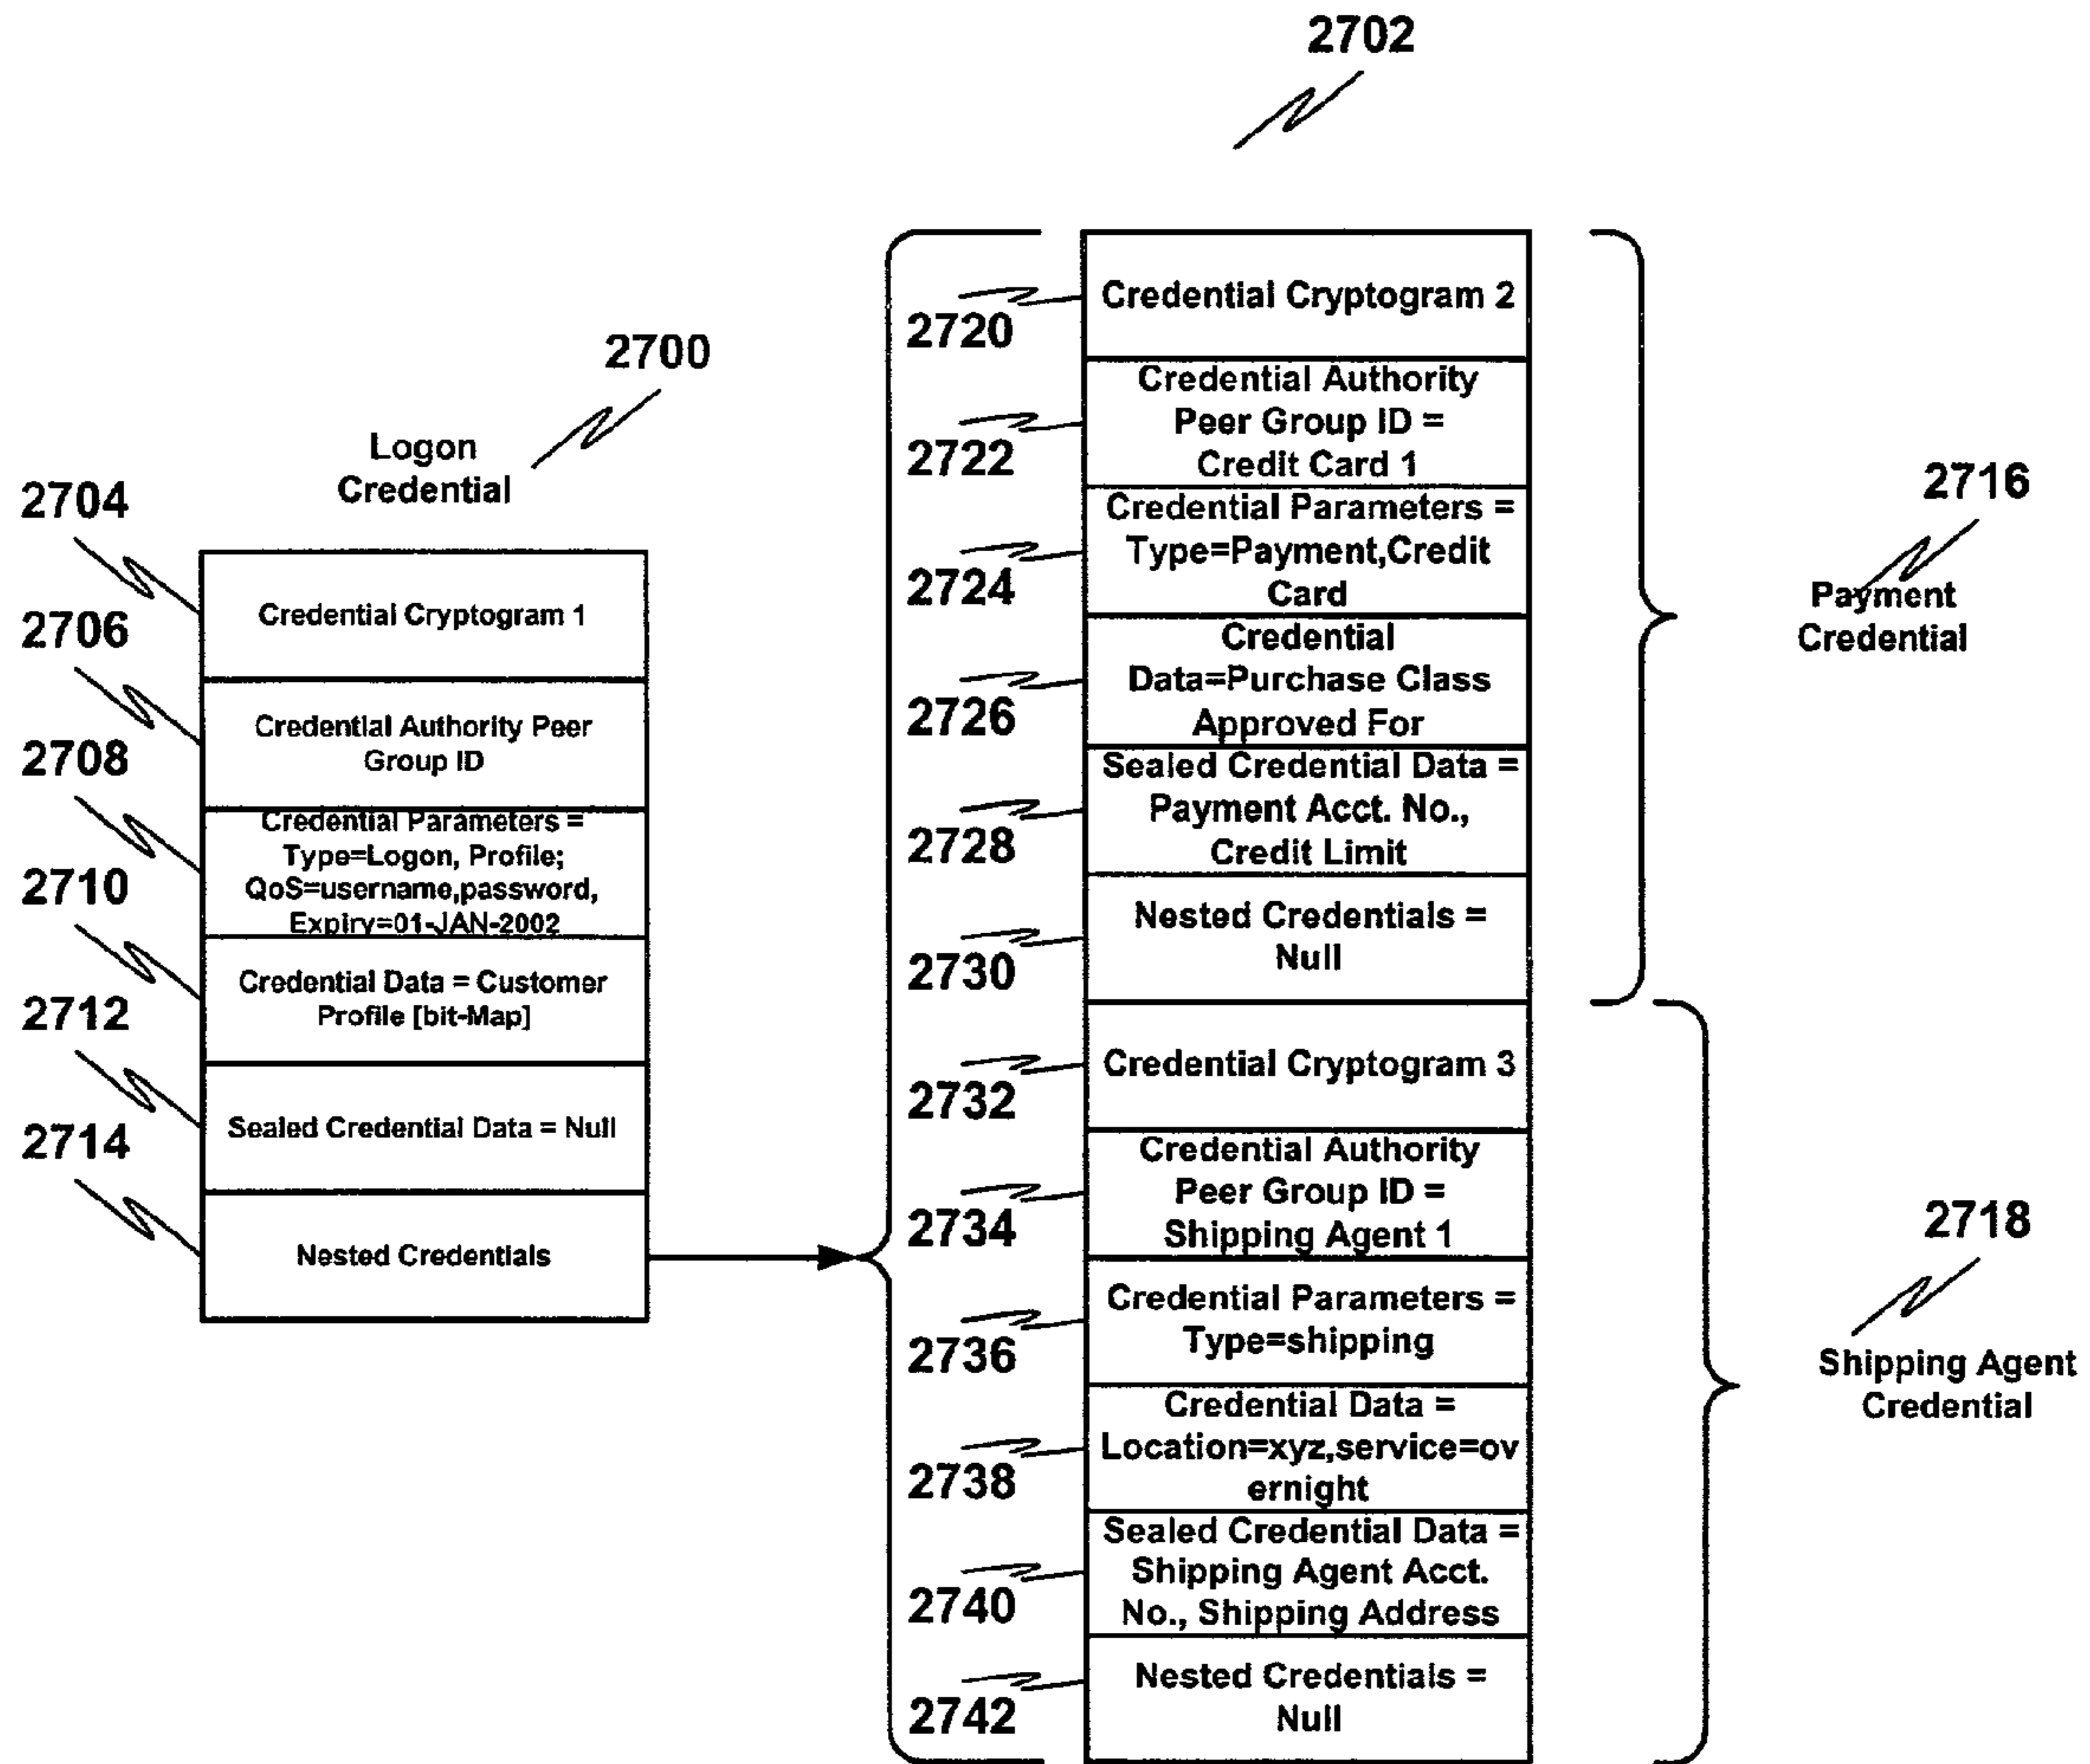 2702
2700
Logon
Credential
2704
Credential Cryptogram 1
2706
Credential Authority Peer
Group ID
2708
Credential Parameters =
Type=Logon, Profile;
QoS=username,password,
Expiry=01-JAN-2002
2710
Credential Data = Customer
Profile [bit-Map]
2712
Sealed Credential Data = Null
2714
Nested Credentials
2720
Credential Cryptogram 2
2722
Credential Authority
Peer Group ID =
Credit Card 1
2724
Credential Parameters =
Type=Payment,Credit
Card
2726
Credential
Data=Purchase Class
Approved For
2728
Sealed Credential Data =
Payment Acct. No.,
Credit Limit
2730
Nested Credentials =
Null
2716
Payment
Credential
2732
Credential Cryptogram 3
2734
Credential Authority
Peer Group ID =
Shipping Agent 1
2736
Credential Parameters =
Type=shipping
2738
Credential Data =
Location=xyz,service=ov
ernight
2740
Sealed Credential Data =
Shipping Agent Acct.
No., Shipping Address
2742
Nested Credentials =
Null
2718
Shipping Agent
Credential